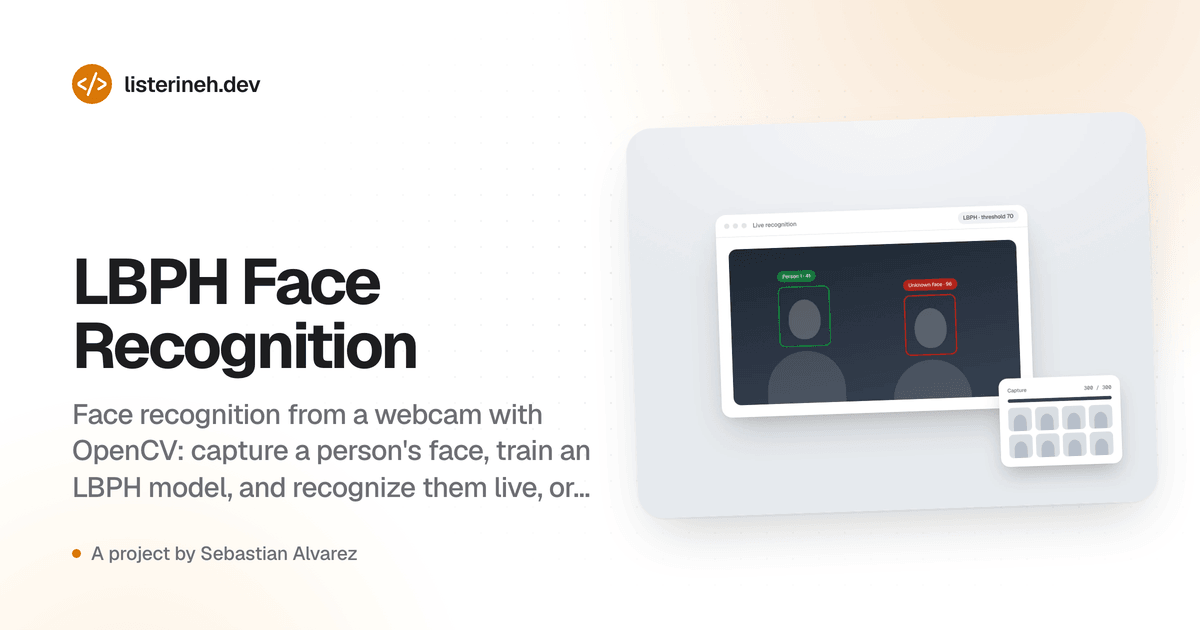 </> listerineh.dev
LBPH Face
Recognition
Face recognition from a webcam with
OpenCV: capture a person's face, train an
LBPH model, and recognize them live, or...
A project by Sebastian Alvarez
Live recognition
LBPH · threshold 70
Person 1 · 41
Unknown face · 96
Capture
300 / 300